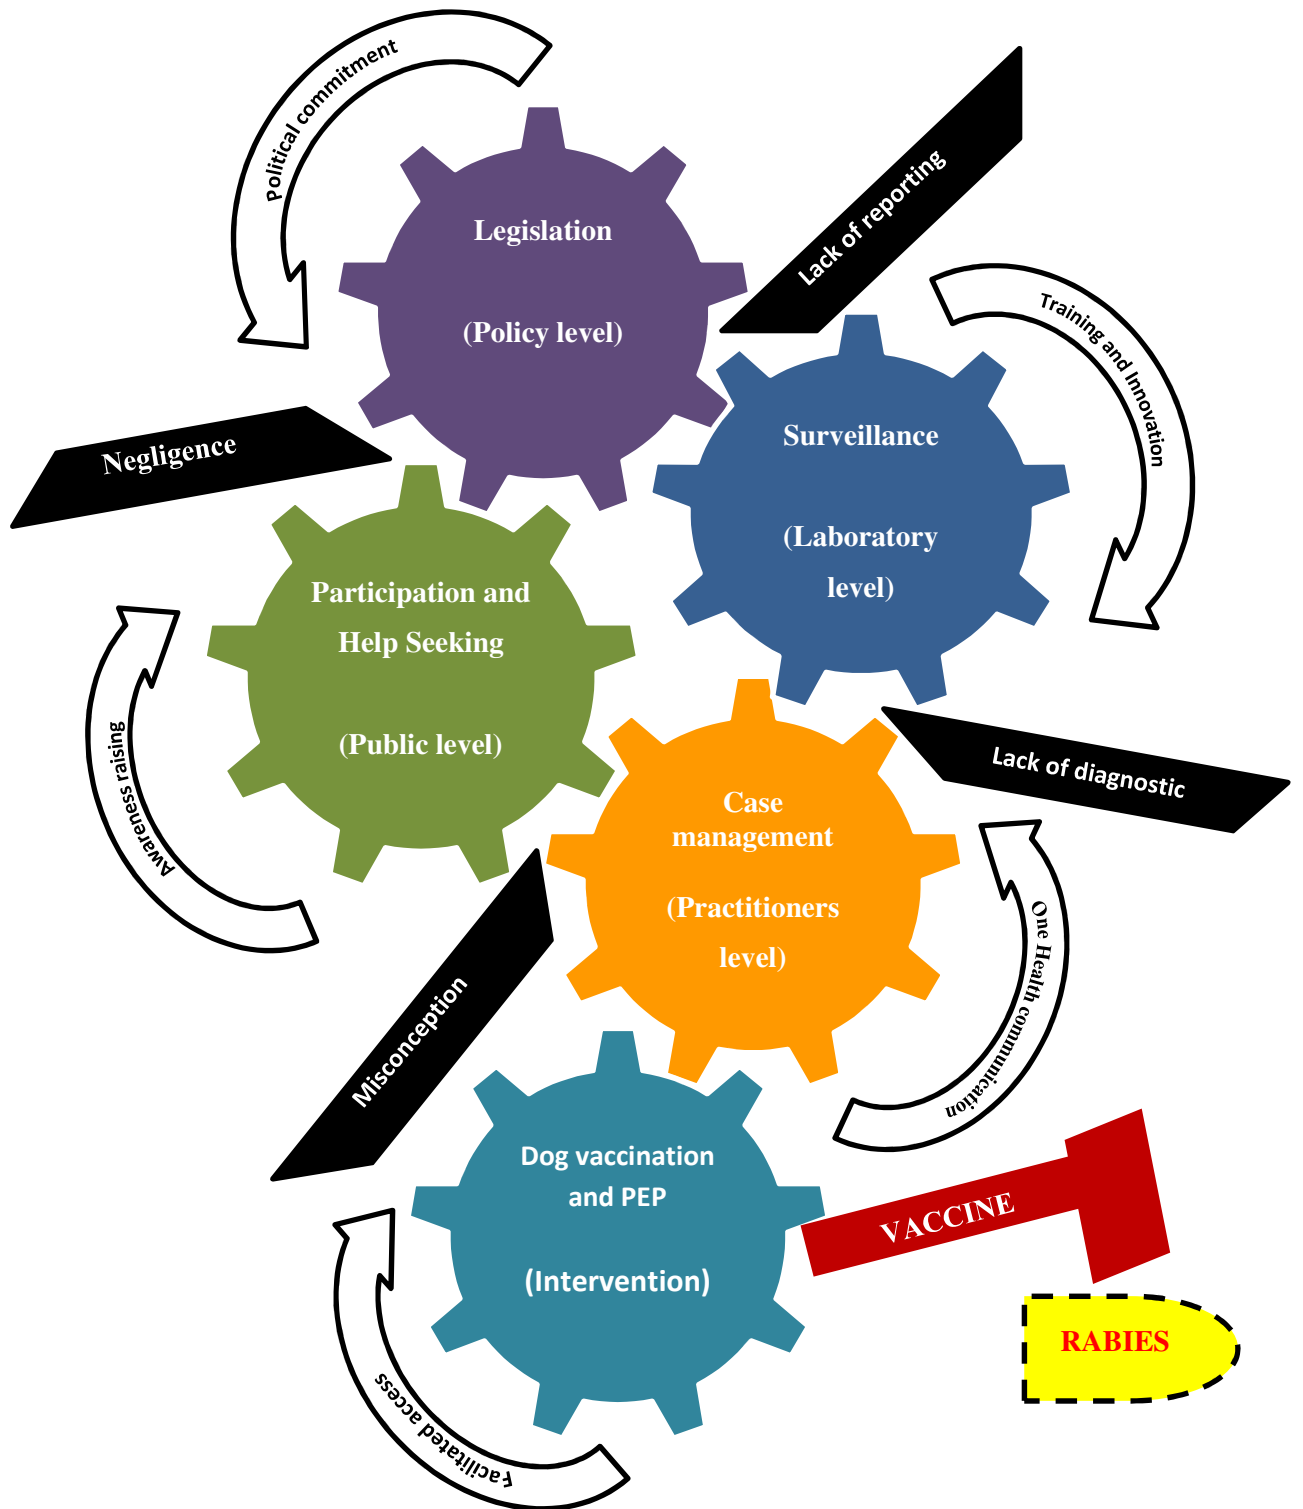 Political commitment
Legislation
(Policy level)
Lack of reporting
Training and Innovation
Negligence
Surveillance
(Laboratory
level)
Participation and
Help Seeking
(Public level)
Awareness raising
Lack of diagnostic
Case
management
(Practitioners
level)
One Health communication
Misconception
Dog vaccination
and PEP
(Intervention)
VACCINE
RABIES
Facilitated access